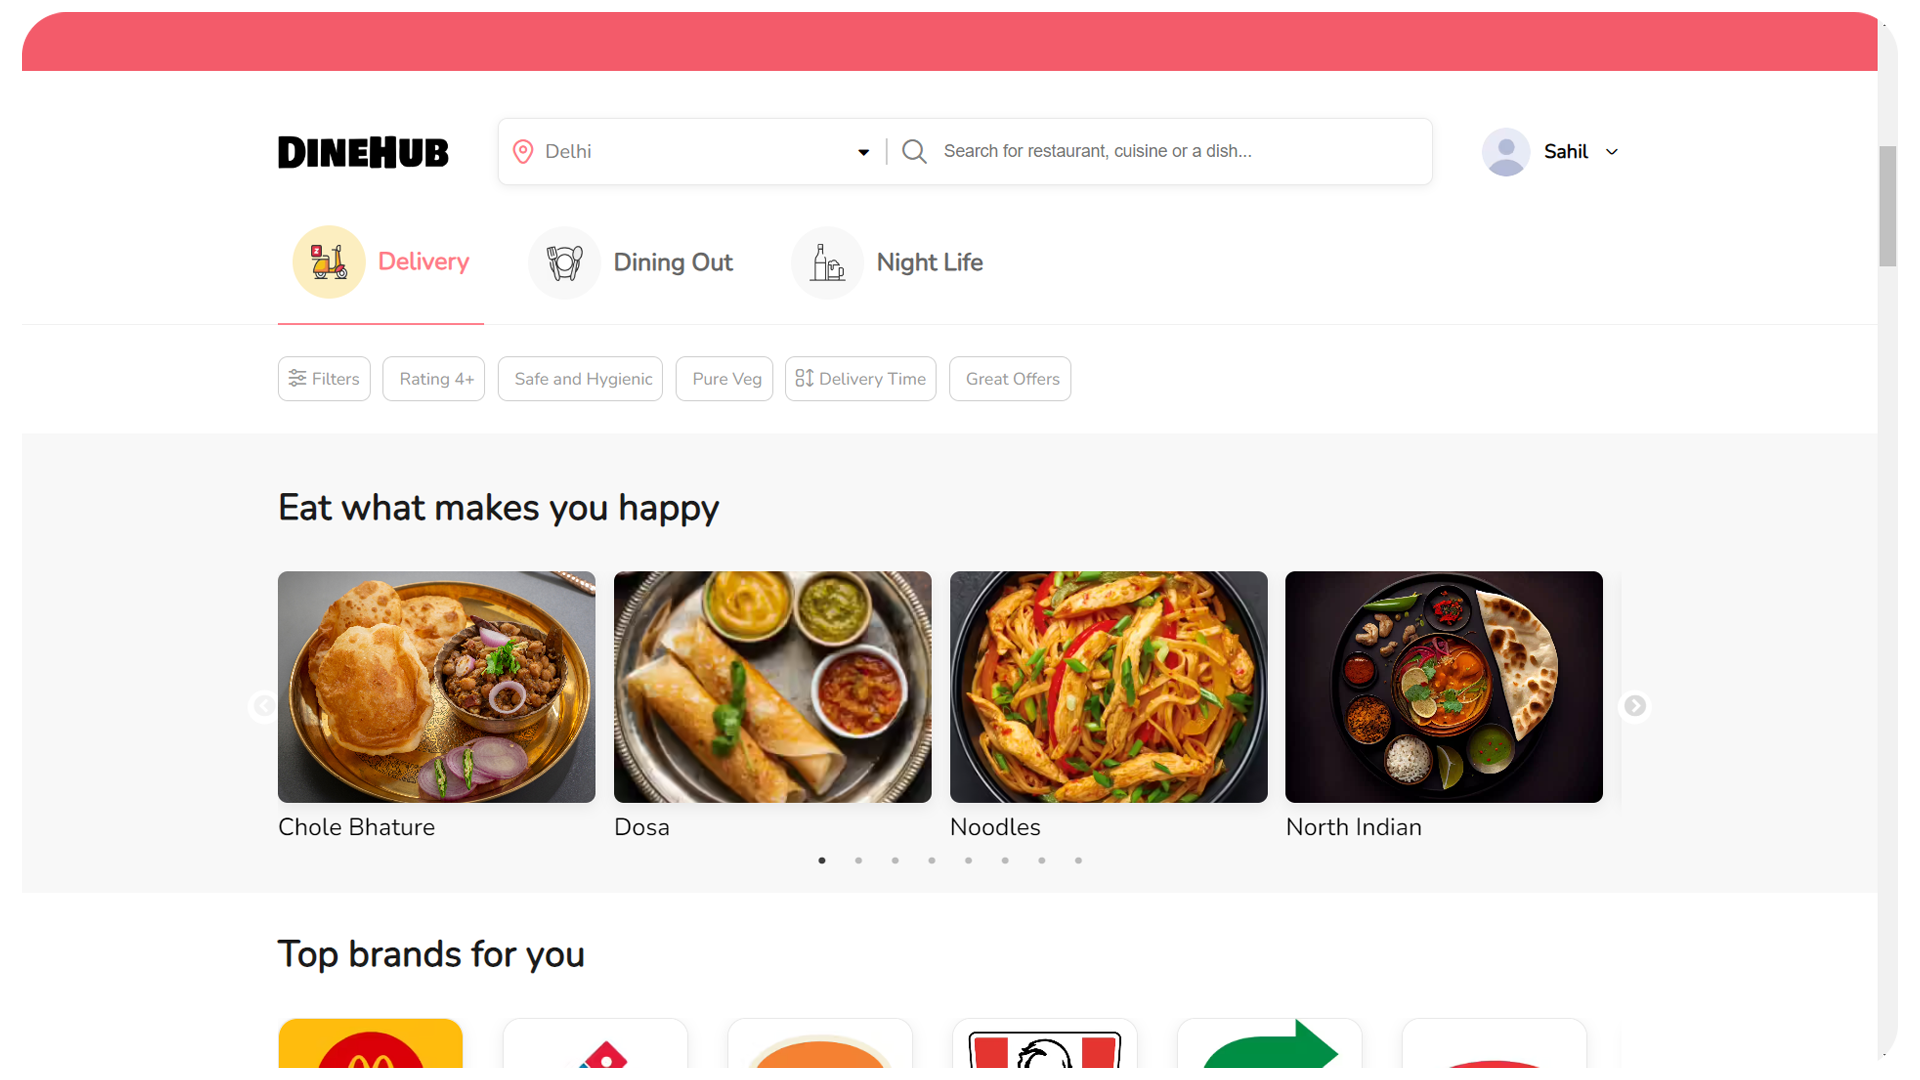 DINEHUB
Delhi
Search for restaurant, cuisine or a dish...
Sahil
Delivery
Dining Out
Night Life
Filters
Rating 4+
Safe and Hygienic
Pure Veg
Delivery Time
Great Offers
Eat what makes you happy
Chole Bhature
Dosa
Noodles
North Indian
Top brands for you